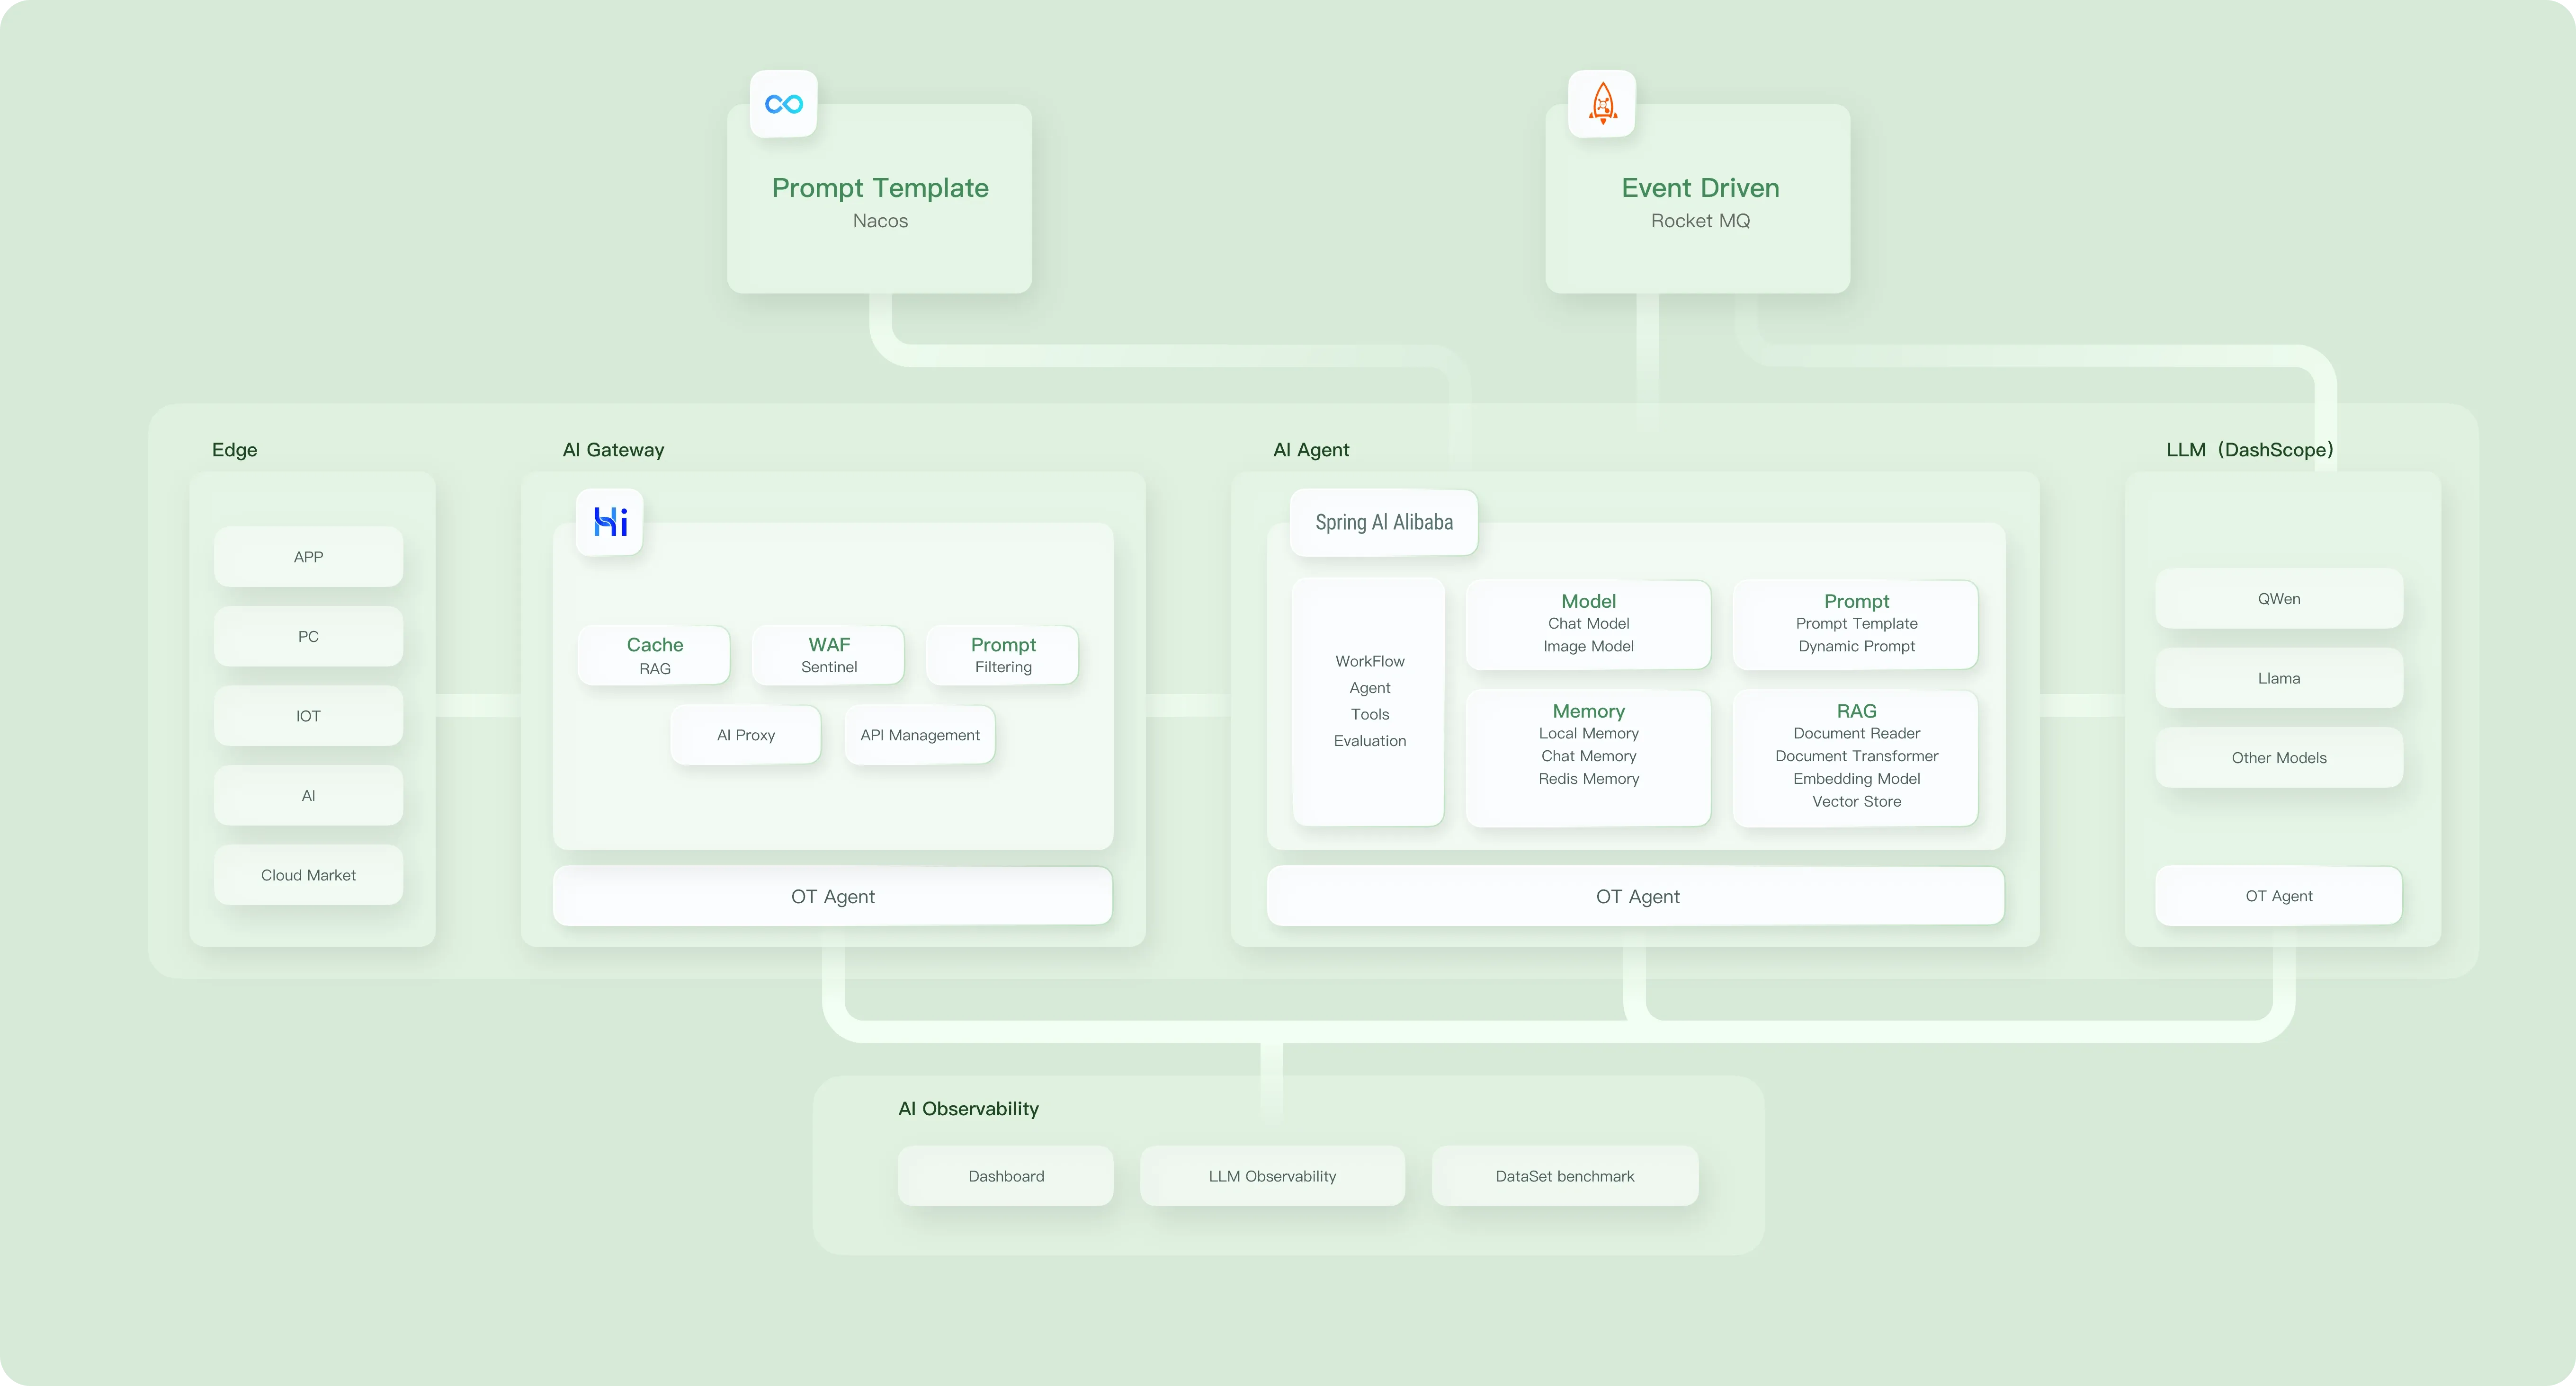 Prompt Template
Nacos
Event Driven
Rocket MQ
Edge
APP
PC
IOT
AI
Cloud Market
AI Gateway
Hi
Cache
RAG
WAF
Sentinel
Prompt
Filtering
AI Proxy
API Management
OT Agent
AI Agent
Spring AI Alibaba
WorkFlow
Agent
Tools
Evaluation
Model
Chat Model
Image Model
Prompt
Prompt Template
Dynamic Prompt
Memory
Local Memory
Chat Memory
Redis Memory
RAG
Document Reader
Document Transformer
Embedding Model
Vector Store
OT Agent
LLM（DashScope）
QWen
Llama
Other Models
OT Agent
AI Observability
Dashboard
LLM Observability
DataSet benchmark